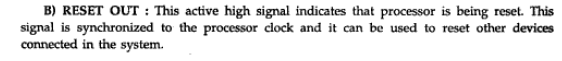 B) RESET OUT : This active high signal indicates that processor is being reset. This
signal is synchronized to the processor clock and it can be used to reset other devices
connected in the system.